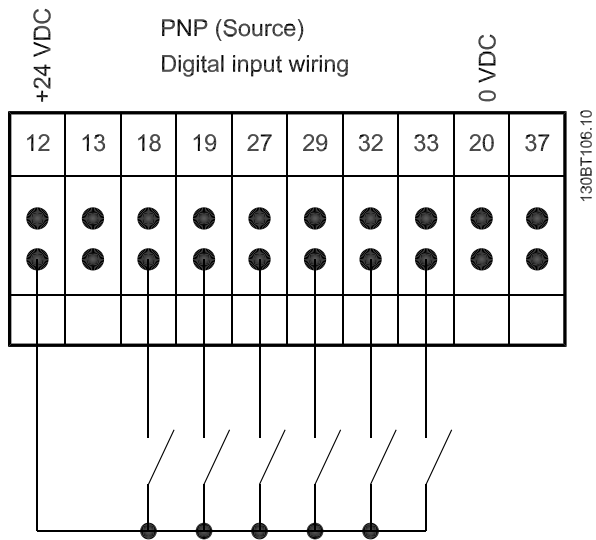 PNP (Source)
Digital input wiring
+24 VDC
0 VDC
12 13 18 19 27 29 32 33 20 37
130BT106.10